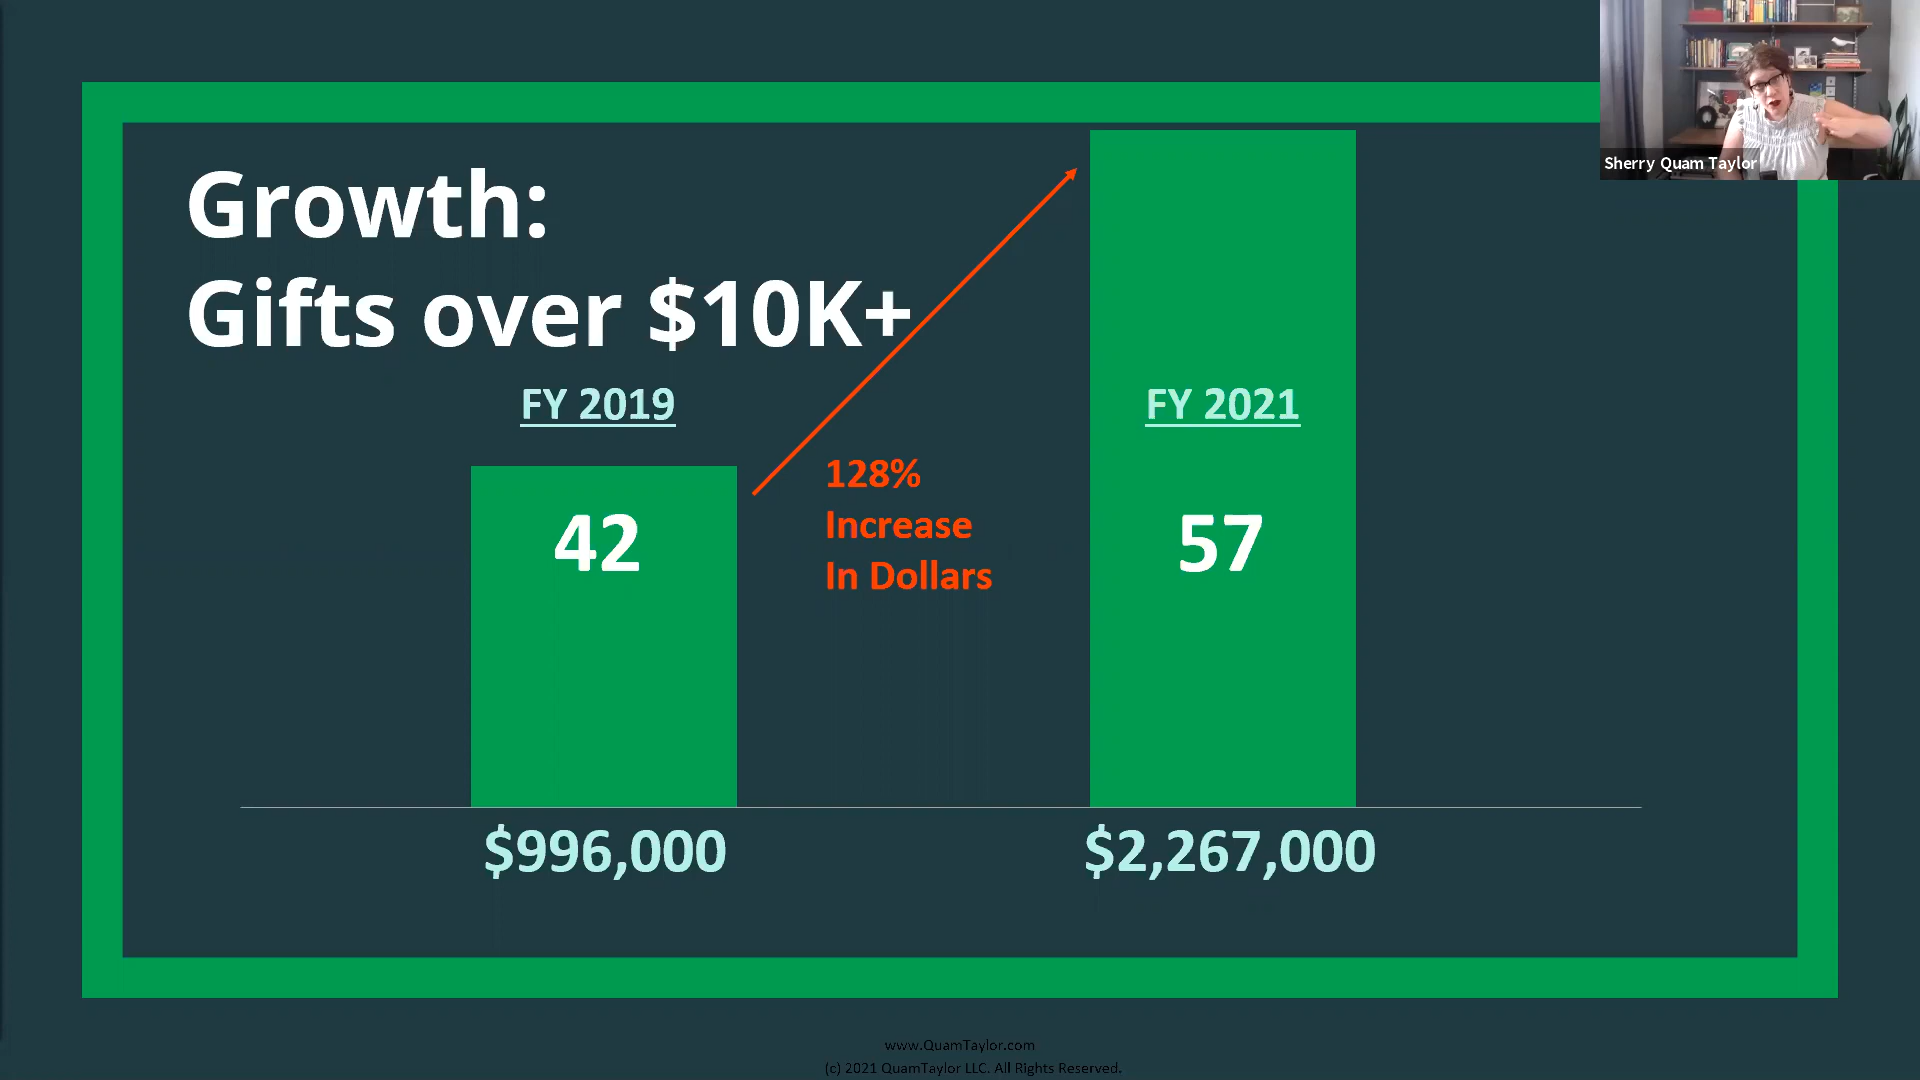 Sherry Quam Taylor
Growth:
Gifts over $10K+
FY 2019
FY 2021
128%
Increase
In Dollars
42
57
$996,000
$2,267,000
www.QuamTaylor.com
(c) 2021 QuamTaylor LLC. All Rights Reserved.